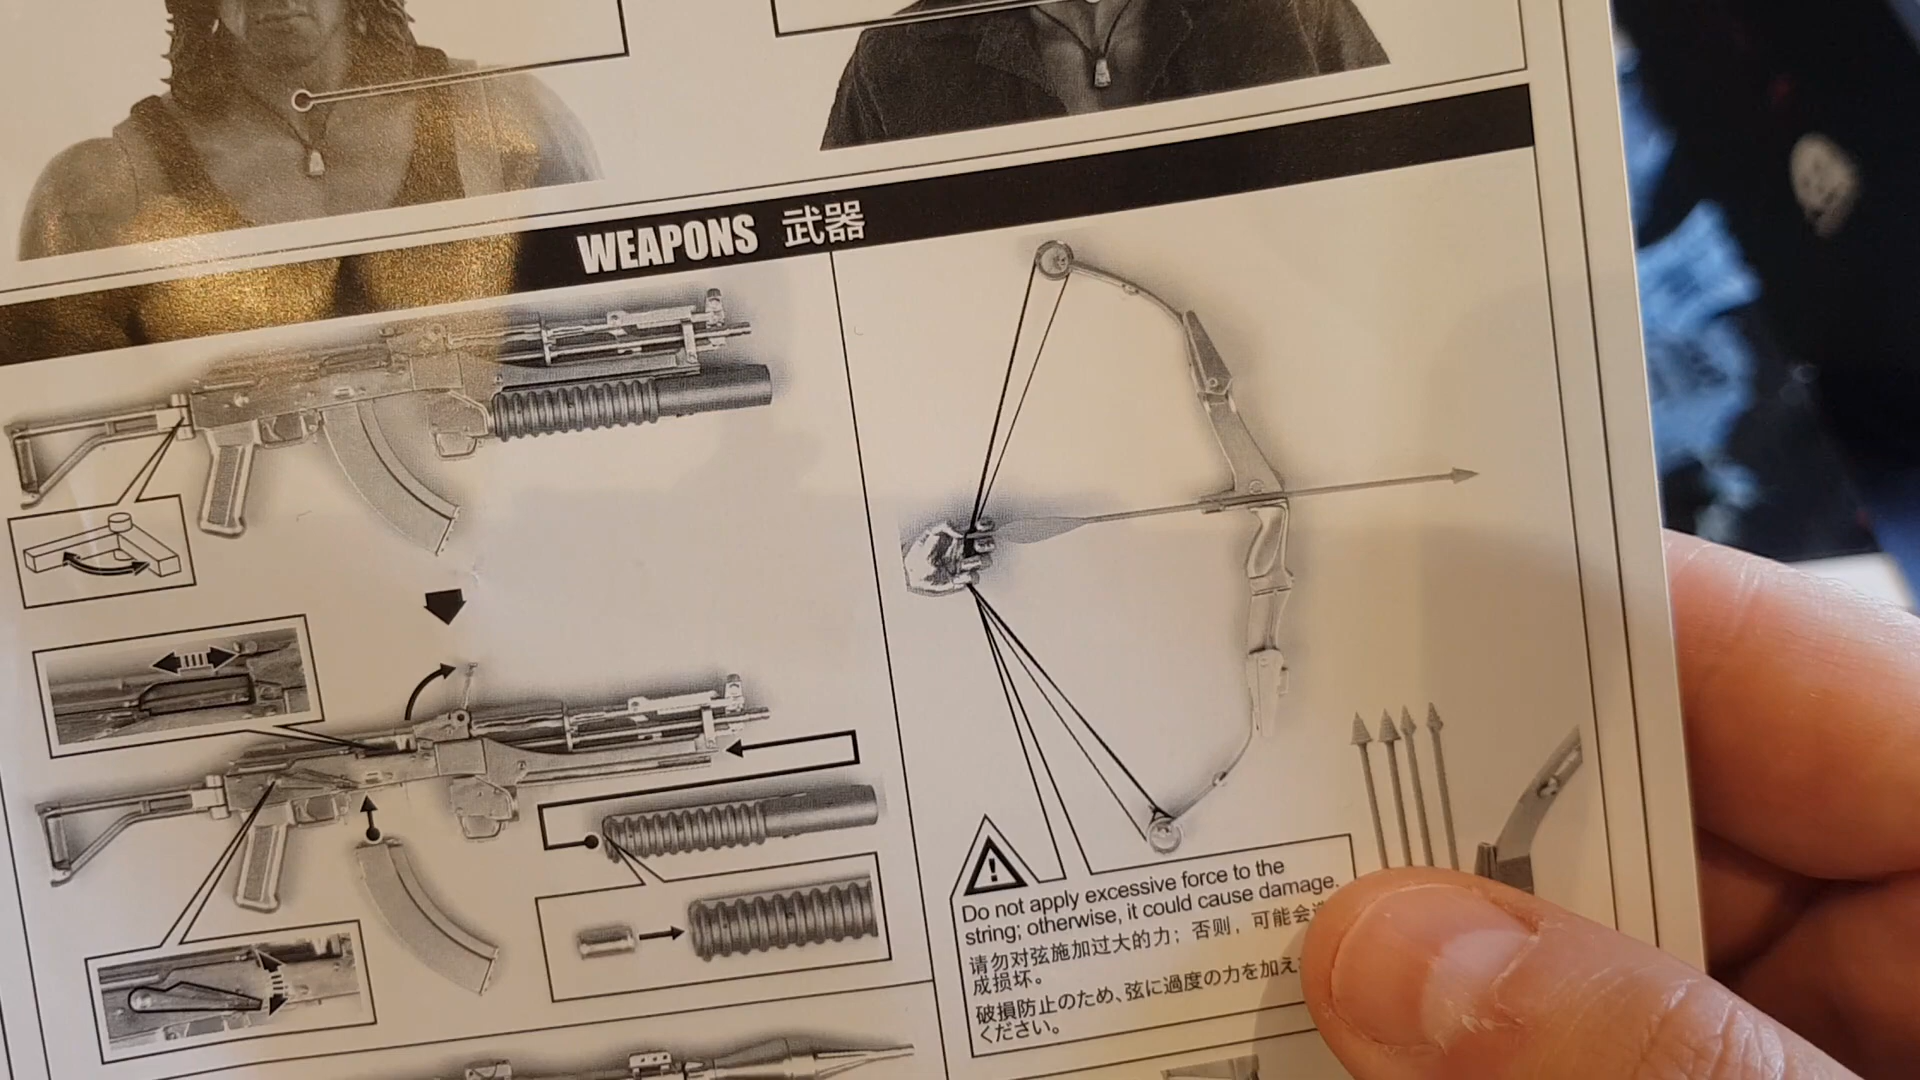 WEAPONS 武器
Do not apply excessive force to the
string; otherwise, it could cause damage.
请勿对弦施加过大的力；否则，可能会
成损坏。
破損防止のため、弦に過度の力を加え
ください。